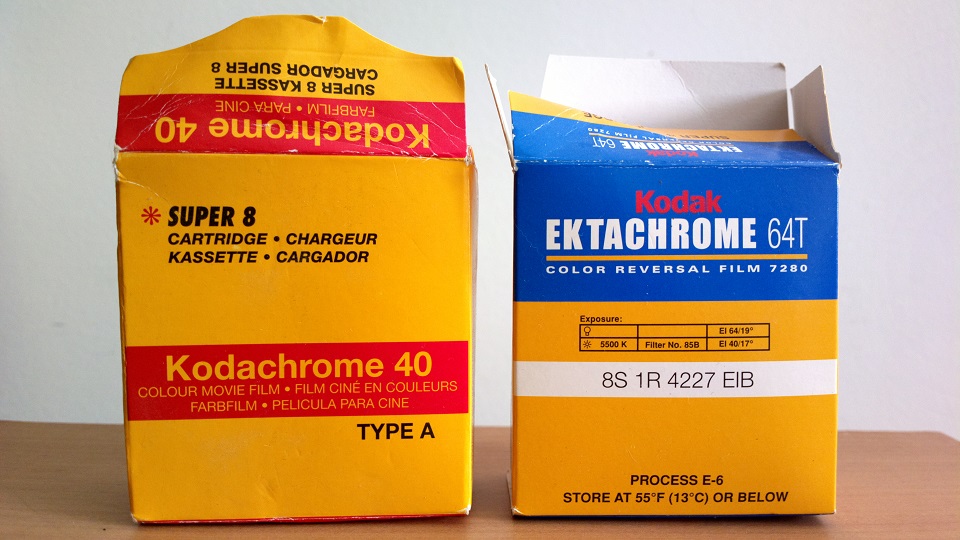 SUPER 8 KASSETTE
CARGADOR SUPER 8
Kodachrome 40
FARBFILM • PARA CINE
SUPER 8
CARTRIDGE • CHARGEUR
KASSETTE • CARGADOR
Kodachrome 40
COLOUR MOVIE FILM • FILM CINÉ EN COULEURS
FARBFILM • PELICULA PARA CINE
TYPE A
Kodak
EKTACHROME 64T
Kodak
EKTACHROME 64T
COLOR REVERSAL FILM 7280
Exposure:
EI 64/19°
5500 K Filter No. 85B EI 40/17°
8S 1R 4227 EIB
PROCESS E-6
STORE AT 55°F (13°C) OR BELOW